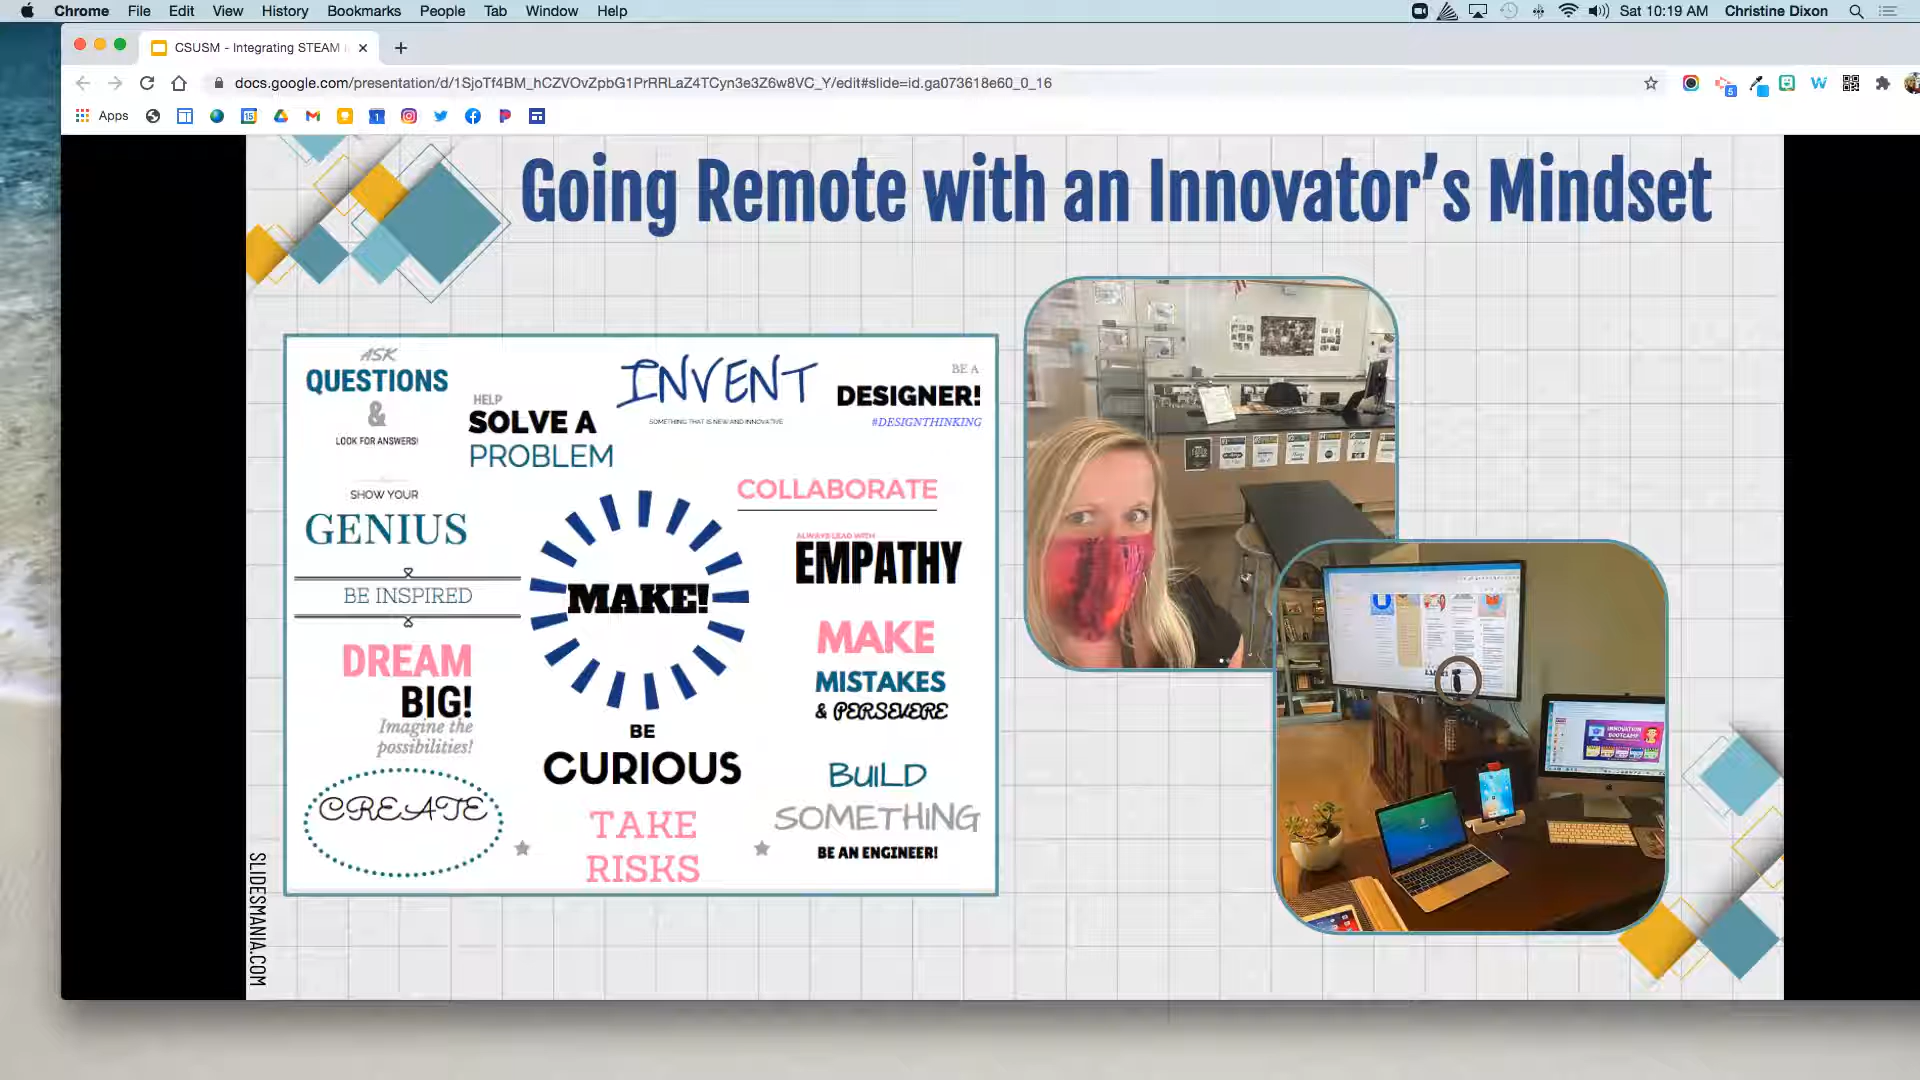 Chrome File Edit View History Bookmarks People Tab Window Help
Sat 10:19 AM Christine Dixon
CSUSM - Integrating STEAM
docs.google.com/presentation/d/1SjoTf4BM_hCZVOvZpbG1PrRRLaZ4TCyn3e3Z6w8VC_Y/edit#slide=id.ga073618e60_0_16
Apps
Going Remote with an Innovator's Mindset
ASK
QUESTIONS
&
LOOK FOR ANSWERS!
HELP
SOLVE A
PROBLEM
INVENT
SOMETHING THAT IS NEW AND INNOVATIVE
BE A
DESIGNER!
#DESIGNTHINKING
SHOW YOUR
GENIUS
BE INSPIRED
COLLABORATE
ALWAYS LEAD WITH
EMPATHY
MAKE!
DREAM
BIG!
Imagine the
possibilities!
MAKE
MISTAKES
& PERSEVERE
BE
CURIOUS
CREATE
TAKE
RISKS
BUILD
SOMETHING
BE AN ENGINEER!
INNOVATION
BOOTCAMP
SLIDESMANIA.COM